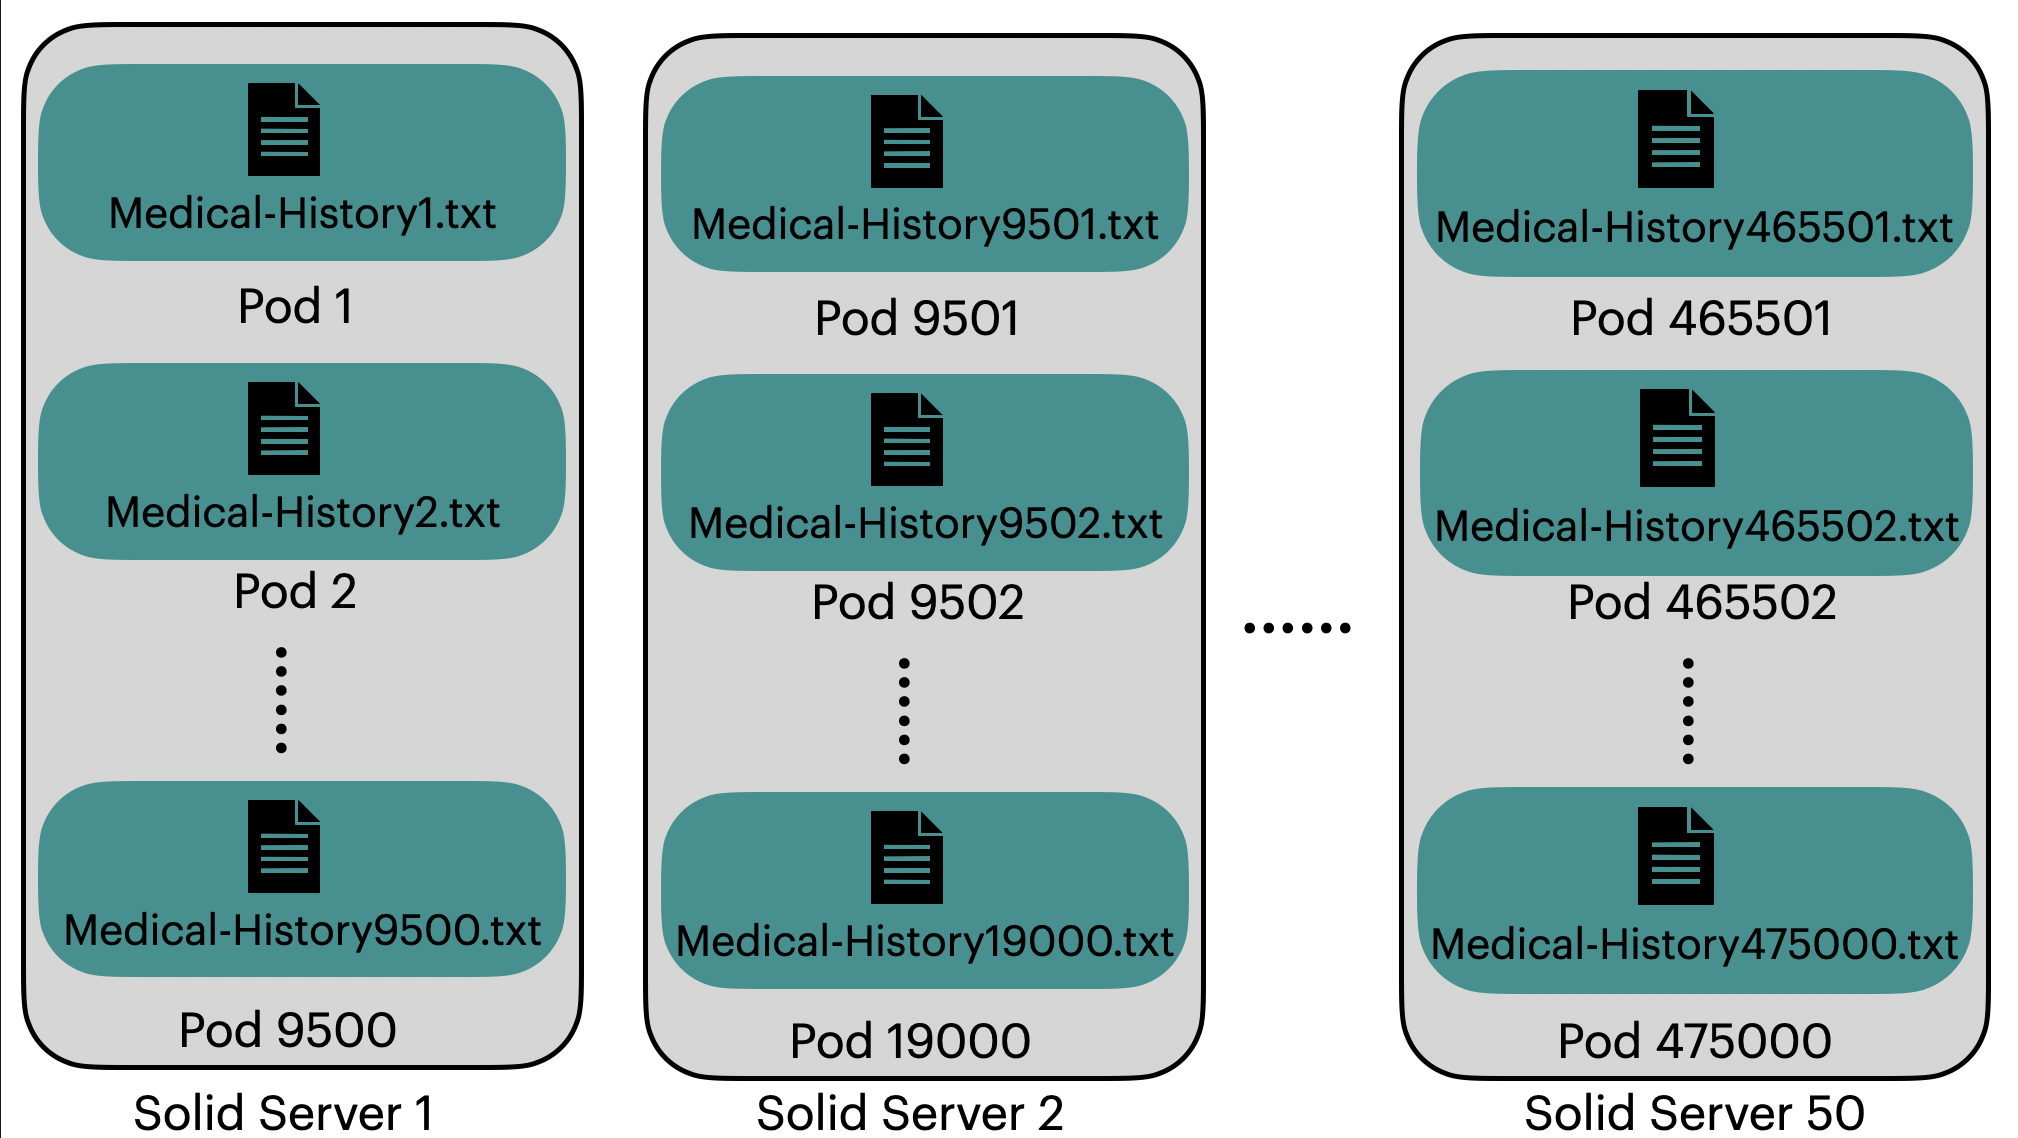 Medical-History1.txt
Pod 1
Medical-History2.txt
Pod 2
Medical-History9500.txt
Pod 9500
Solid Server 1
Medical-History9501.txt
Pod 9501
Medical-History9502.txt
Pod 9502
Medical-History19000.txt
Pod 19000
Solid Server 2
......
Medical-History465501.txt
Pod 465501
Medical-History465502.txt
Pod 465502
Medical-History475000.txt
Pod 475000
Solid Server 50